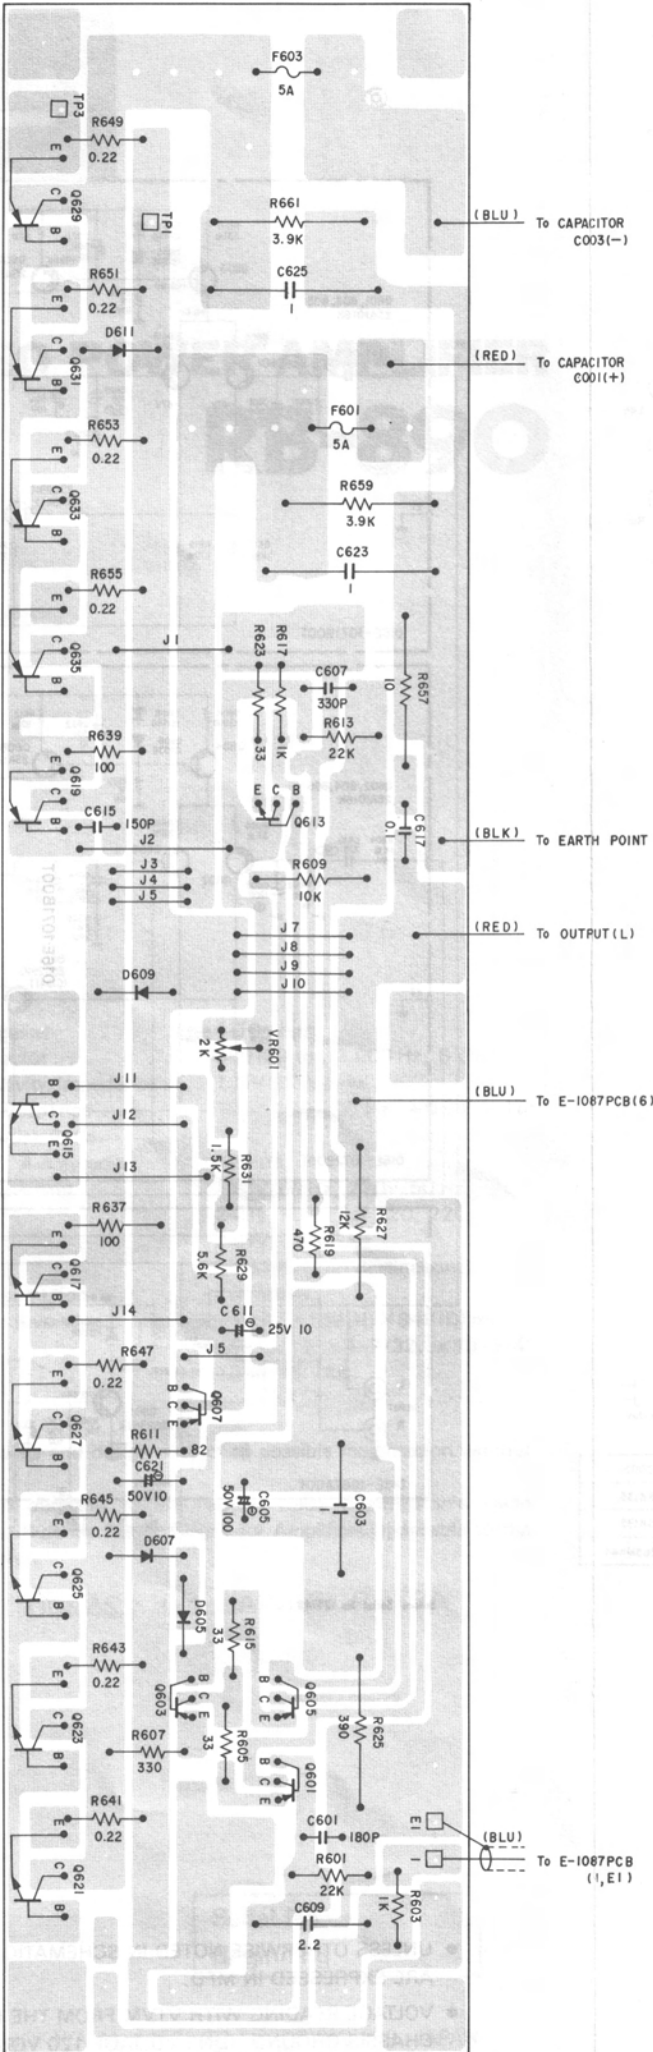 F603
5A
TP3
R649
E
0.22
C
Q629
B
TP1
R661
3.9K
(BLU)
To CAPACITOR
C003(−)
R651
E
0.22
C625
1
D611
C
Q631
B
(RED)
To CAPACITOR
C001(+)
F601
5A
R653
E
0.22
C
Q633
B
R659
3.9K
C623
1
R655
E
0.22
C
Q635
B
J1
R623
33
R617
1K
C607
330P
R613
22K
R657
10
R639
100
E
C
Q619
B
C615
150P
E C B
Q613
C617
0.1
(BLK)
To EARTH POINT
J2
J3
J4
J5
R609
10K
(RED)
To OUTPUT(L)
J7
J8
J9
J10
D609
VR601
2K
(BLU)
To E-1087PCB(6)
J11
B
C
Q615
E
J12
J13
R631
1.5K
R637
100
E
C
Q617
B
R629
5.6K
R619
470
R627
12K
J14
C611
25V 10
J5
R647
0.22
E
C
Q627
B
B
C
E
Q607
R611
82
C621
50V10
R645
0.22
E
C
Q625
B
C605
50V 100
C603
1
D607
D605
R615
33
R643
0.22
E
C
Q623
B
Q603
B
C
E
B
C
E
Q605
R625
390
R607
330
R605
33
B
C
E
Q601
R641
0.22
E
C
Q621
B
C601
180P
E1
1
(BLU)
To E-1087PCB
(1,E1)
R601
22K
R603
1K
C609
2.2